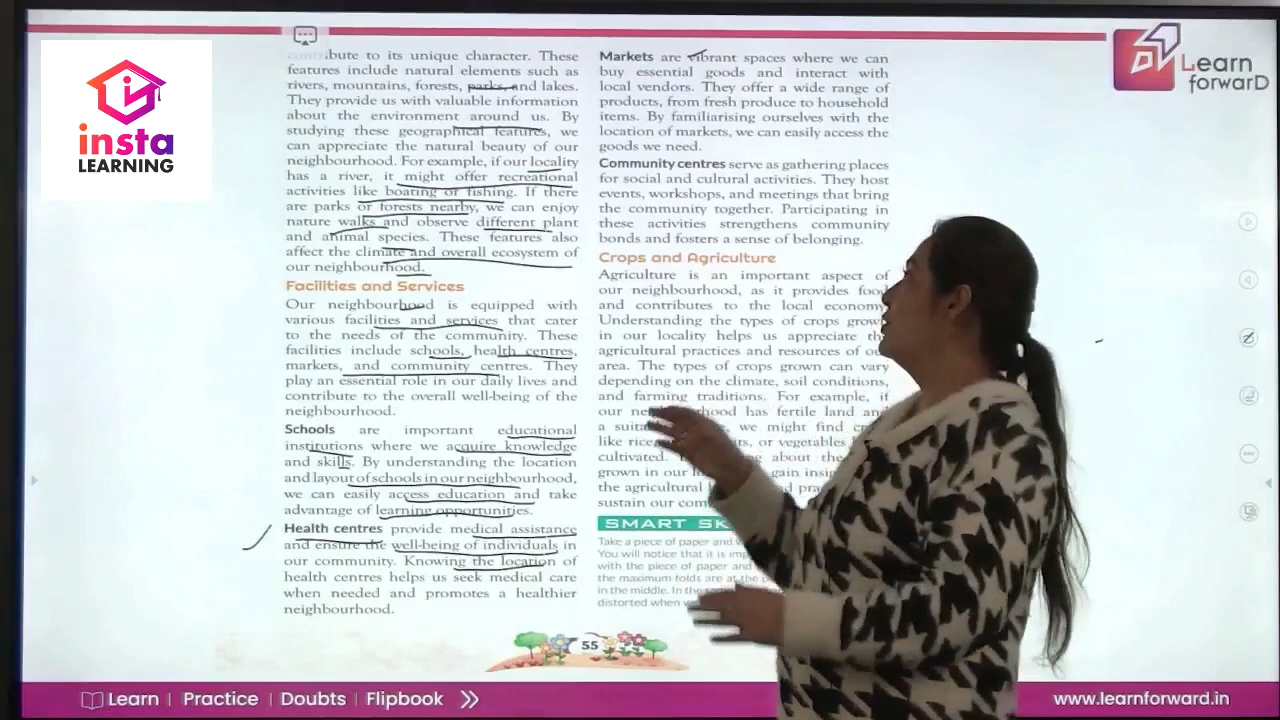 insta
LEARNING
Learn
forwarD
contribute to its unique character. These
features include natural elements such as
rivers, mountains, forests, parks, and lakes.
They provide us with valuable information
about the environment around us. By
studying these geographical features, we
can appreciate the natural beauty of our
neighbourhood. For example, if our locality
has a river, it might offer recreational
activities like boating or fishing. If there
are parks or forests nearby, we can enjoy
nature walks and observe different plant
and animal species. These features also
affect the climate and overall ecosystem of
our neighbourhood.
Facilities and Services
Our neighbourhood is equipped with
various facilities and services that cater
to the needs of the community. These
facilities include schools, health centres,
markets, and community centres. They
play an essential role in our daily lives and
contribute to the overall well-being of the
neighbourhood.
Schools are important educational
institutions where we acquire knowledge
and skills. By understanding the location
and layout of schools in our neighbourhood,
we can easily access education and take
advantage of learning opportunities.
Health centres provide medical assistance
and ensure the well-being of individuals in
our community. Knowing the location of
health centres helps us seek medical care
when needed and promotes a healthier
neighbourhood.
Markets are vibrant spaces where we can
buy essential goods and interact with
local vendors. They offer a wide range of
products, from fresh produce to household
items. By familiarising ourselves with the
location of markets, we can easily access the
goods we need.
Community centres serve as gathering places
for social and cultural activities. They host
events, workshops, and meetings that bring
the community together. Participating in
these activities strengthens community
bonds and fosters a sense of belonging.
Crops and Agriculture
Agriculture is an important aspect of
our neighbourhood, as it provides food
and contributes to the local economy.
Understanding the types of crops grown
in our locality helps us appreciate the
agricultural practices and resources of our
area. The types of crops grown can vary
depending on the climate, soil conditions,
and farming traditions. For example, if
our neighbourhood has fertile land and
a we might find
like or vegetables
cultivated. about the
grown in our gain
the agricultural and
sustain our
SMART
Take a piece of paper and
You will notice that it is
with the piece of paper and
the maximum folds are at the
in the middle. In the same
distorted when
55
Learn | Practice | Doubts | Flipbook
www.learnforward.in